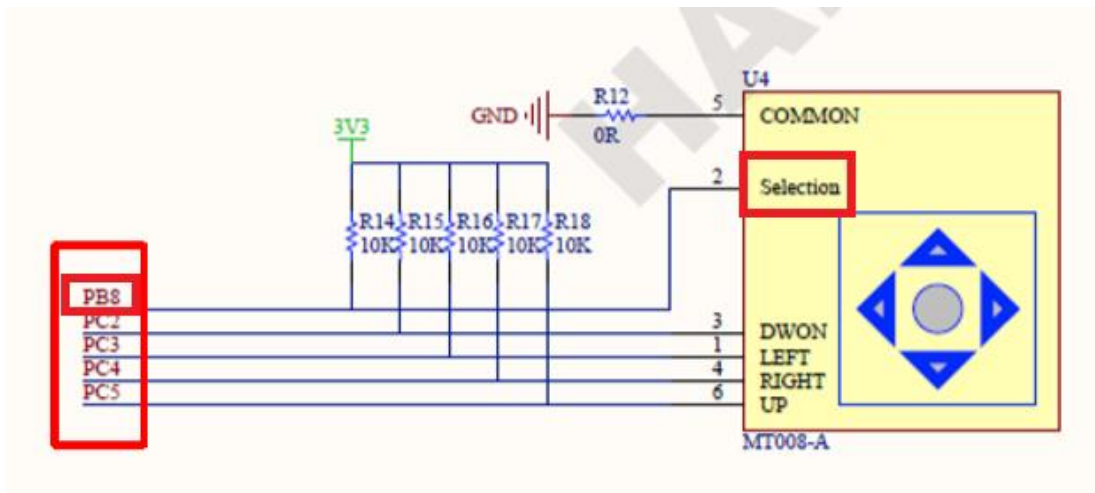 U4
GND
R12
0R
5
COMMON
3V3
2
Selection
R14 R15 R16 R17 R18
10K 10K 10K 10K 10K
PB8
PC2
3
DWON
PC3
1
LEFT
PC4
4
RIGHT
PC5
6
UP
MT008-A